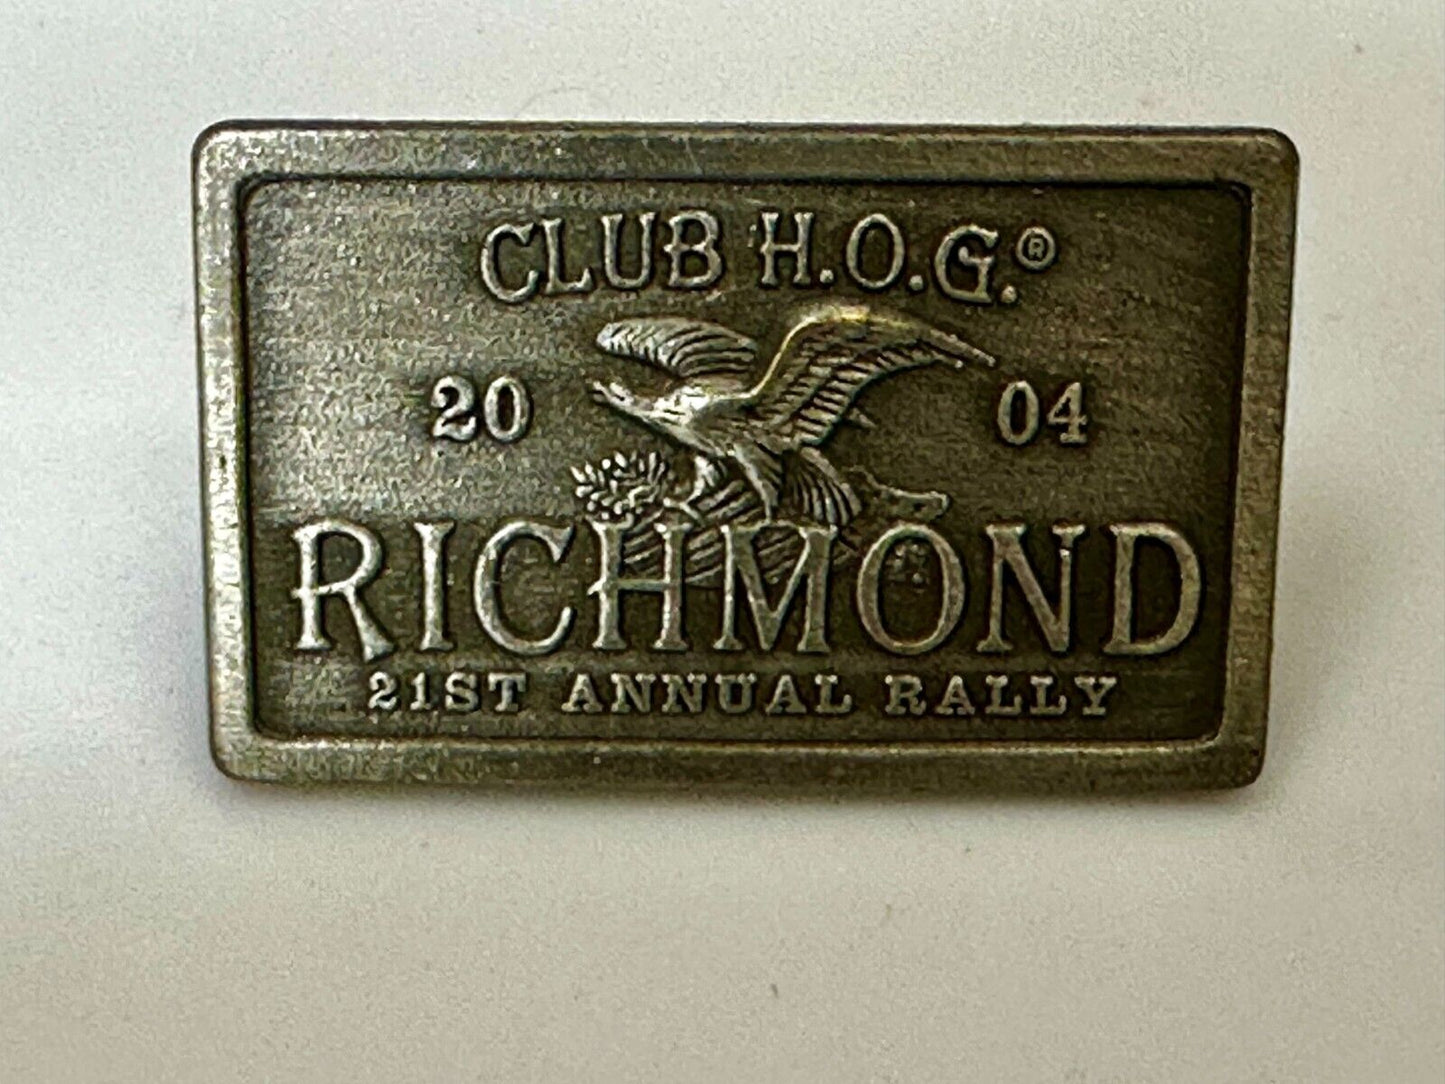 CLUB H.O.G.®
20 04
RICHMOND
21ST ANNUAL RALLY